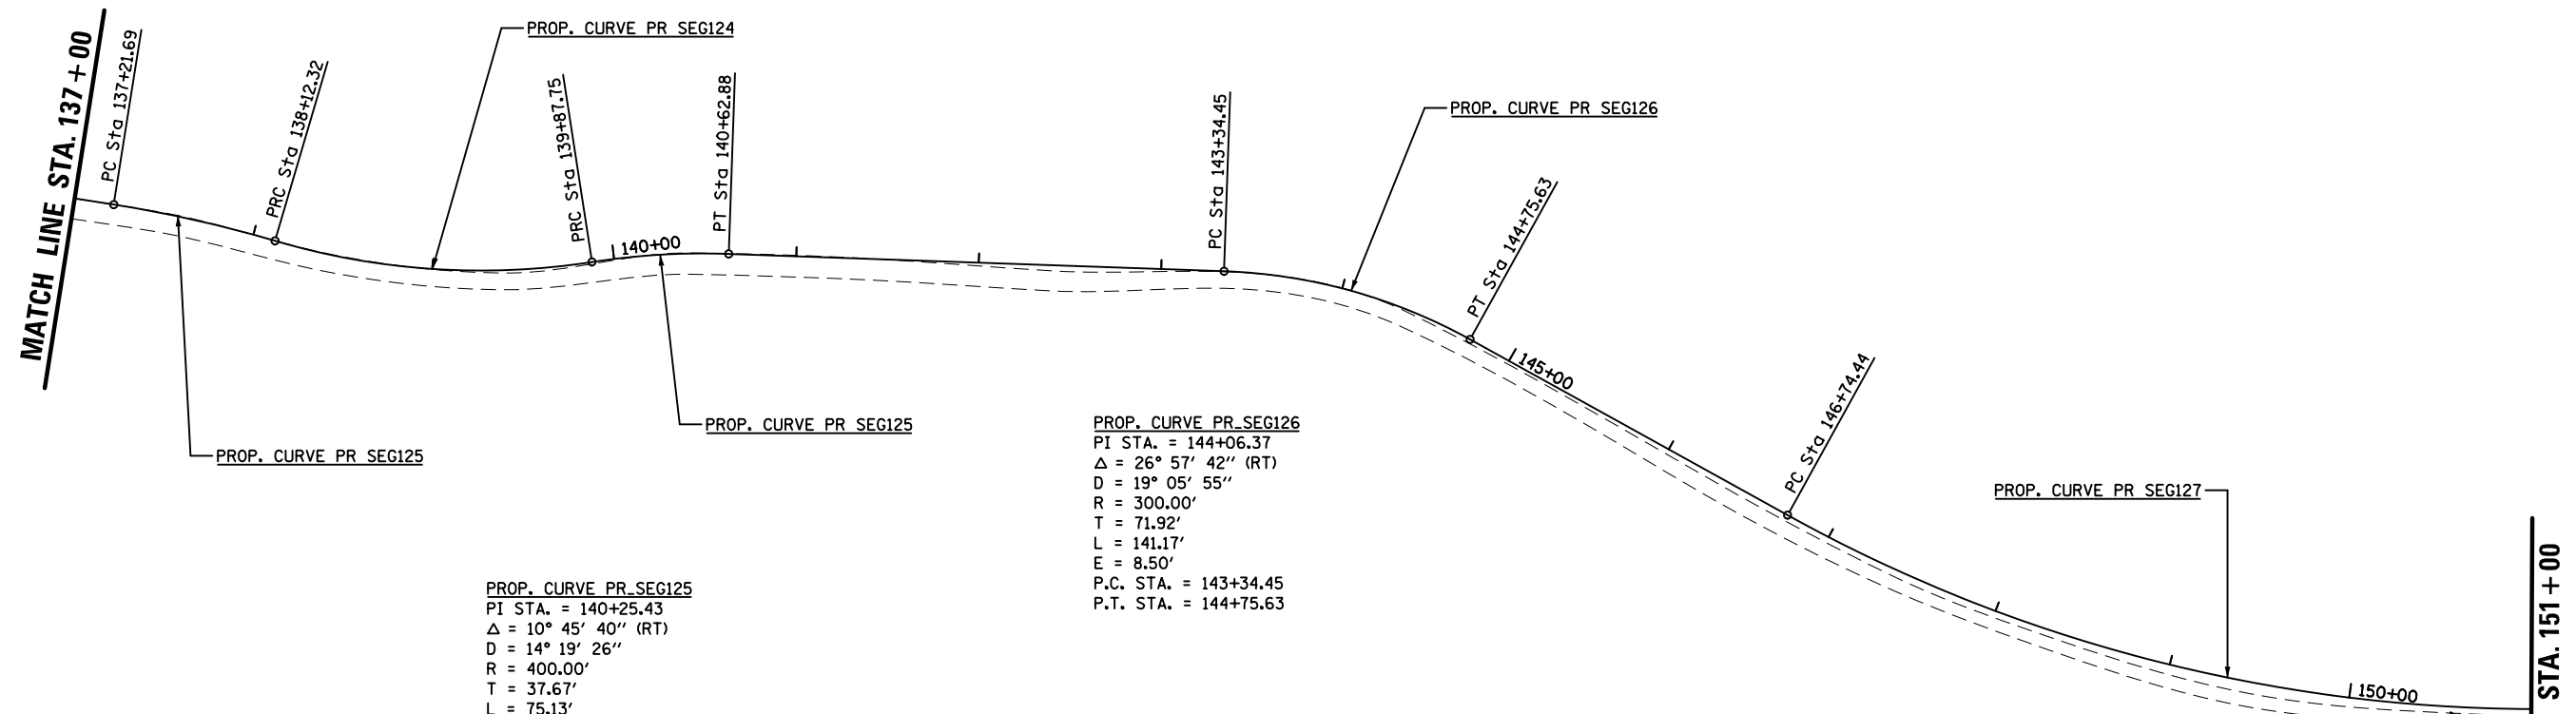 MATCH LINE STA. 137+00
PC Sta 137+21.69
PRC Sta 138+12.32
PROP. CURVE PR SEG124
PRC Sta 139+87.75
140+00
PT Sta 140+62.88
PC Sta 143+34.45
PROP. CURVE PR SEG126
PT Sta 144+75.63
145+00
PC Sta 146+74.44
PROP. CURVE PR SEG125
PROP. CURVE PR SEG125
PROP. CURVE PR_SEG126
PI STA. = 144+06.37
Δ = 26° 57' 42" (RT)
D = 19° 05' 55"
R = 300.00'
T = 71.92'
L = 141.17'
E = 8.50'
P.C. STA. = 143+34.45
P.T. STA. = 144+75.63
PROP. CURVE PR SEG127
PROP. CURVE PR_SEG125
PI STA. = 140+25.43
Δ = 10° 45' 40" (RT)
D = 14° 19' 26"
R = 400.00'
T = 37.67'
L = 75.13'
150+00
STA. 151+00